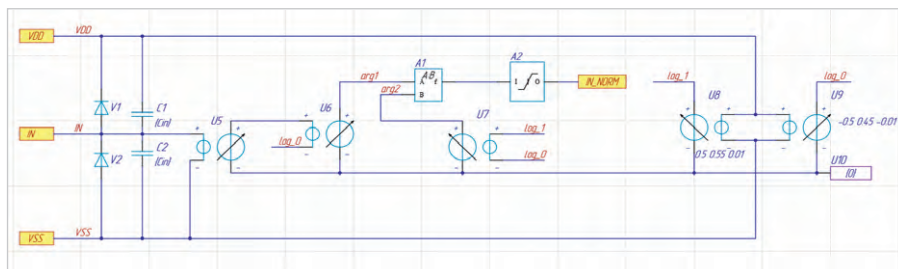 VDD
VDD
A1
A2
arg1
A
A/B
f
B
I
O
IN_NORM
log_1
log_0
arg2
V1
C1
(Cin)
U5
U6
U7
U8
U9
IN
log_0
log_1
log_0
V2
C2
(Cin)
0.5 0.55 0.01
-0.5 0.45 -0.01
U10
(0)
VSS
VSS